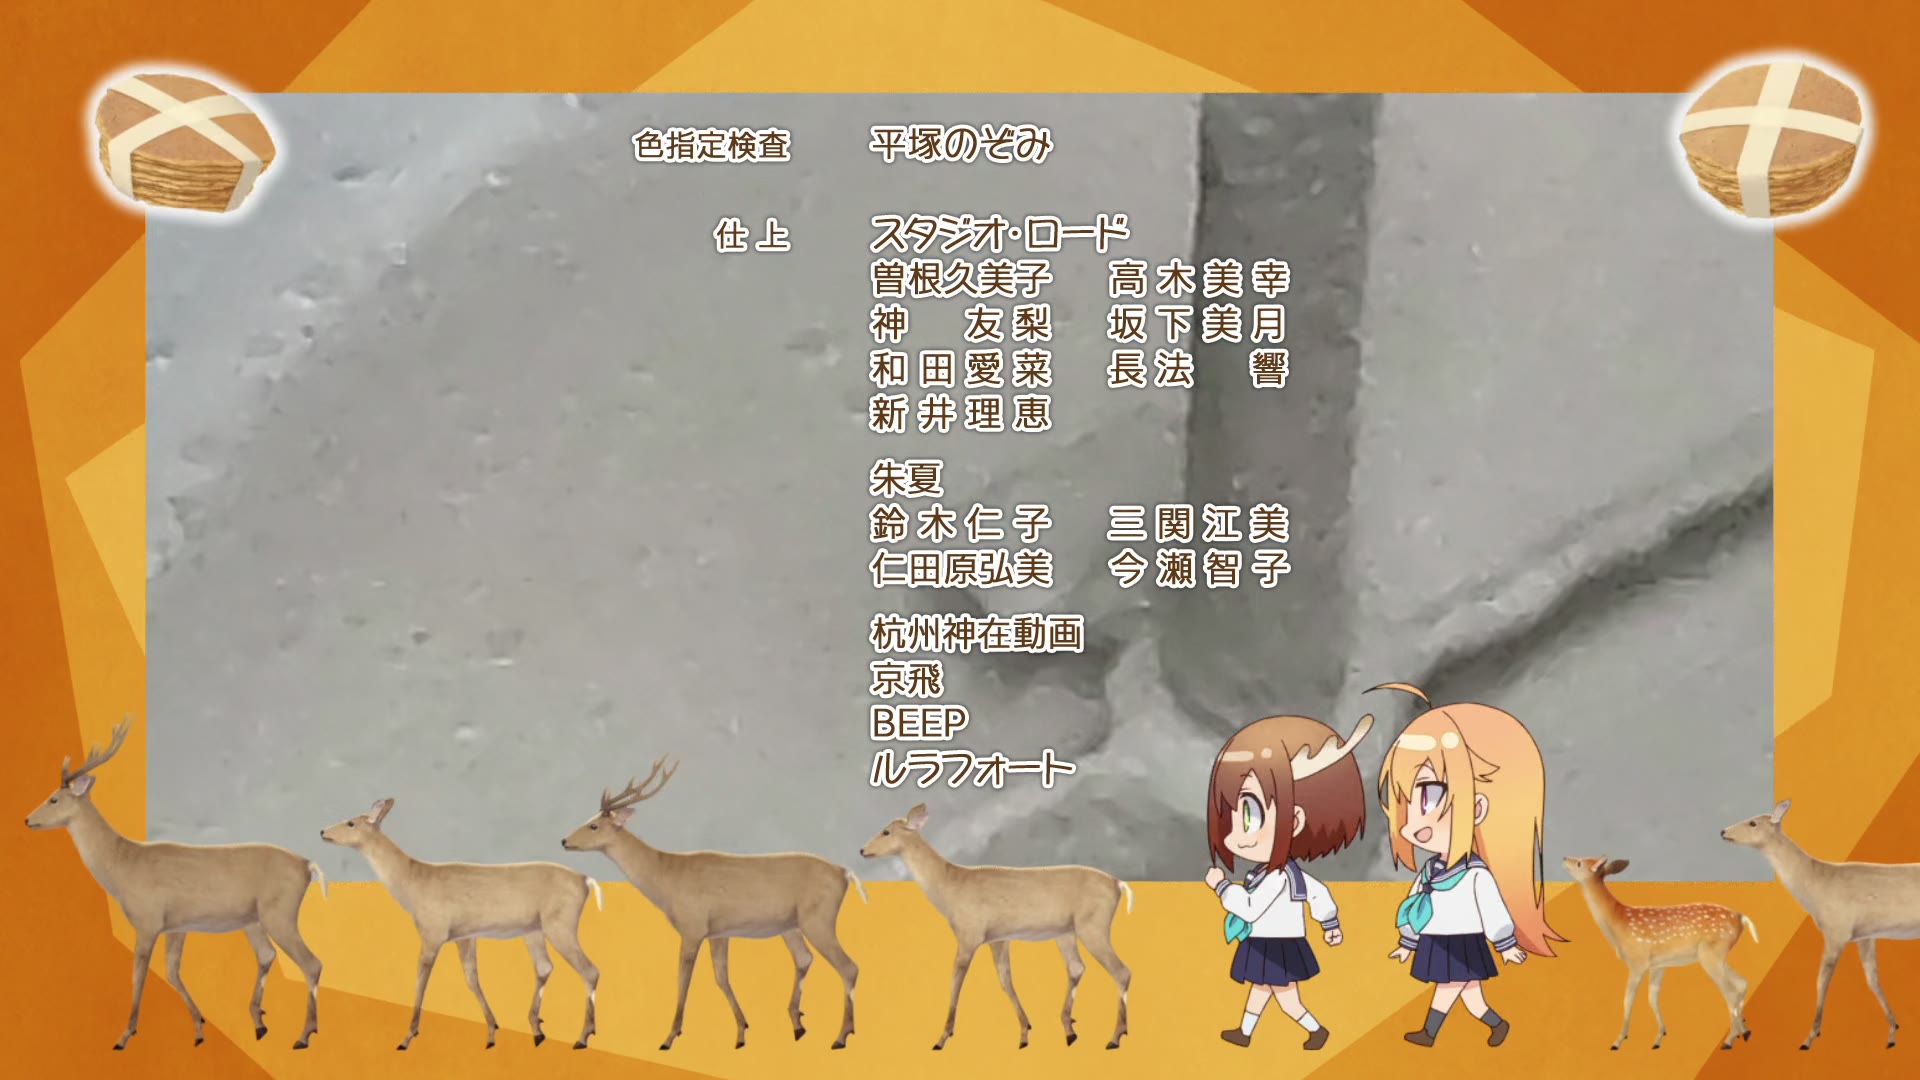 色指定検査 平塚のぞみ
仕上 スタジオ・ロード
曽根久美子 高木美幸
神 友梨 坂下美月
和田愛菜 長法 響
新井理恵
朱夏
鈴木仁子 三関江美
仁田原弘美 今瀬智子
杭州神在動画
京飛
BEEP
ルラフォート